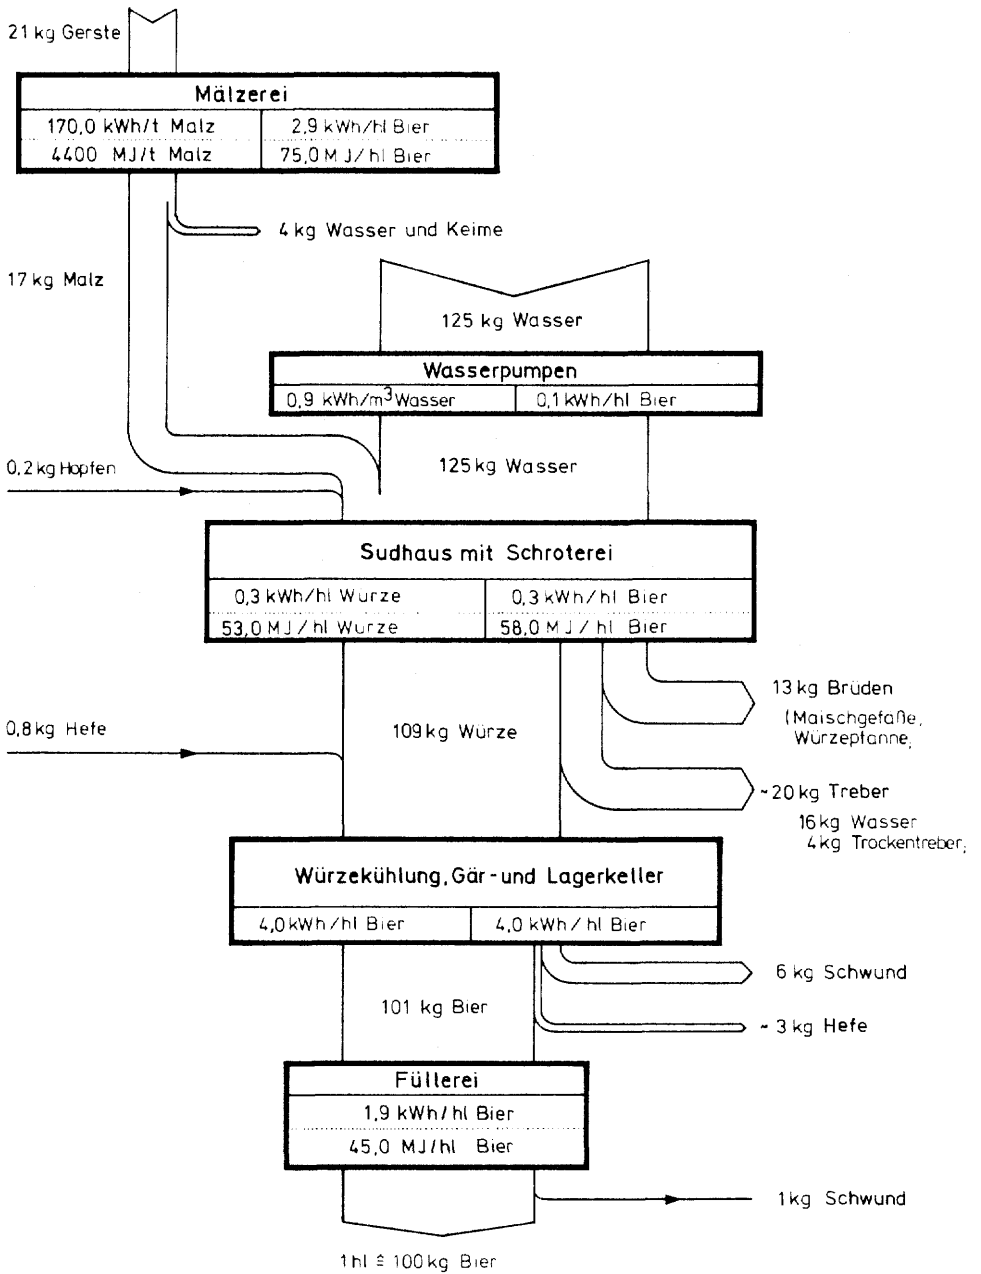 21 kg Gerste
Mälzerei
170,0 kWh/t Malz
2,9 kWh/hl Bier
4400 MJ/t Malz
75,0 MJ/hl Bier
4 kg Wasser und Keime
17 kg Malz
125 kg Wasser
Wasserpumpen
0,9 kWh/m³ Wasser
0,1 kWh/hl Bier
0,2 kg Hopfen
125 kg Wasser
Sudhaus mit Schroterei
0,3 kWh/hl Würze
0,3 kWh/hl Bier
53,0 MJ/hl Würze
58,0 MJ/hl Bier
13 kg Brüden
(Maischgefäße,
Würzepfanne,
0,8 kg Hefe
109 kg Würze
~20 kg Treber
16 kg Wasser
4 kg Trockentreber,
Würzekühlung, Gär- und Lagerkeller
4,0 kWh/hl Bier
4,0 kWh/hl Bier
6 kg Schwund
101 kg Bier
~ 3 kg Hefe
Füllerei
1,9 kWh/hl Bier
45,0 MJ/hl Bier
1 kg Schwund
1 hl ≙ 100 kg Bier